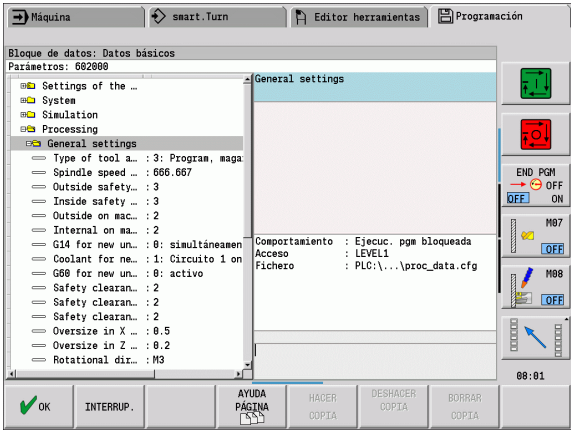 Máquina
smart.Turn
Editor herramientas
Programación
Bloque de datos: Datos básicos
Parámetros: 602000
Settings of the …
System
Simulation
Processing
General settings
Type of tool a… : 3: Program, maga
Spindle speed … : 666.667
Outside safety… : 3
Inside safety … : 3
Outside on mac… : 2
Internal on ma… : 2
G14 for new un… : 0: simultáneamen
Coolant for ne… : 1: Circuito 1 on
G60 for new un… : 0: activo
Safety clearan… : 2
Safety clearan… : 2
Safety clearan… : 2
Oversize in X … : 0.5
Oversize in Z … : 0.2
Rotational dir… : M3
General settings
Comportamiento : Ejecuc. pgm bloqueada
Acceso : LEVEL1
Fichero : PLC:\...\proc_data.cfg
END PGM
OFF
OFF ON
M07
OFF
M08
OFF
08:01
OK
INTERRUP.
AYUDA
PÁGINA
HACER
COPIA
DESHACER
COPIA
BORRAR
COPIA